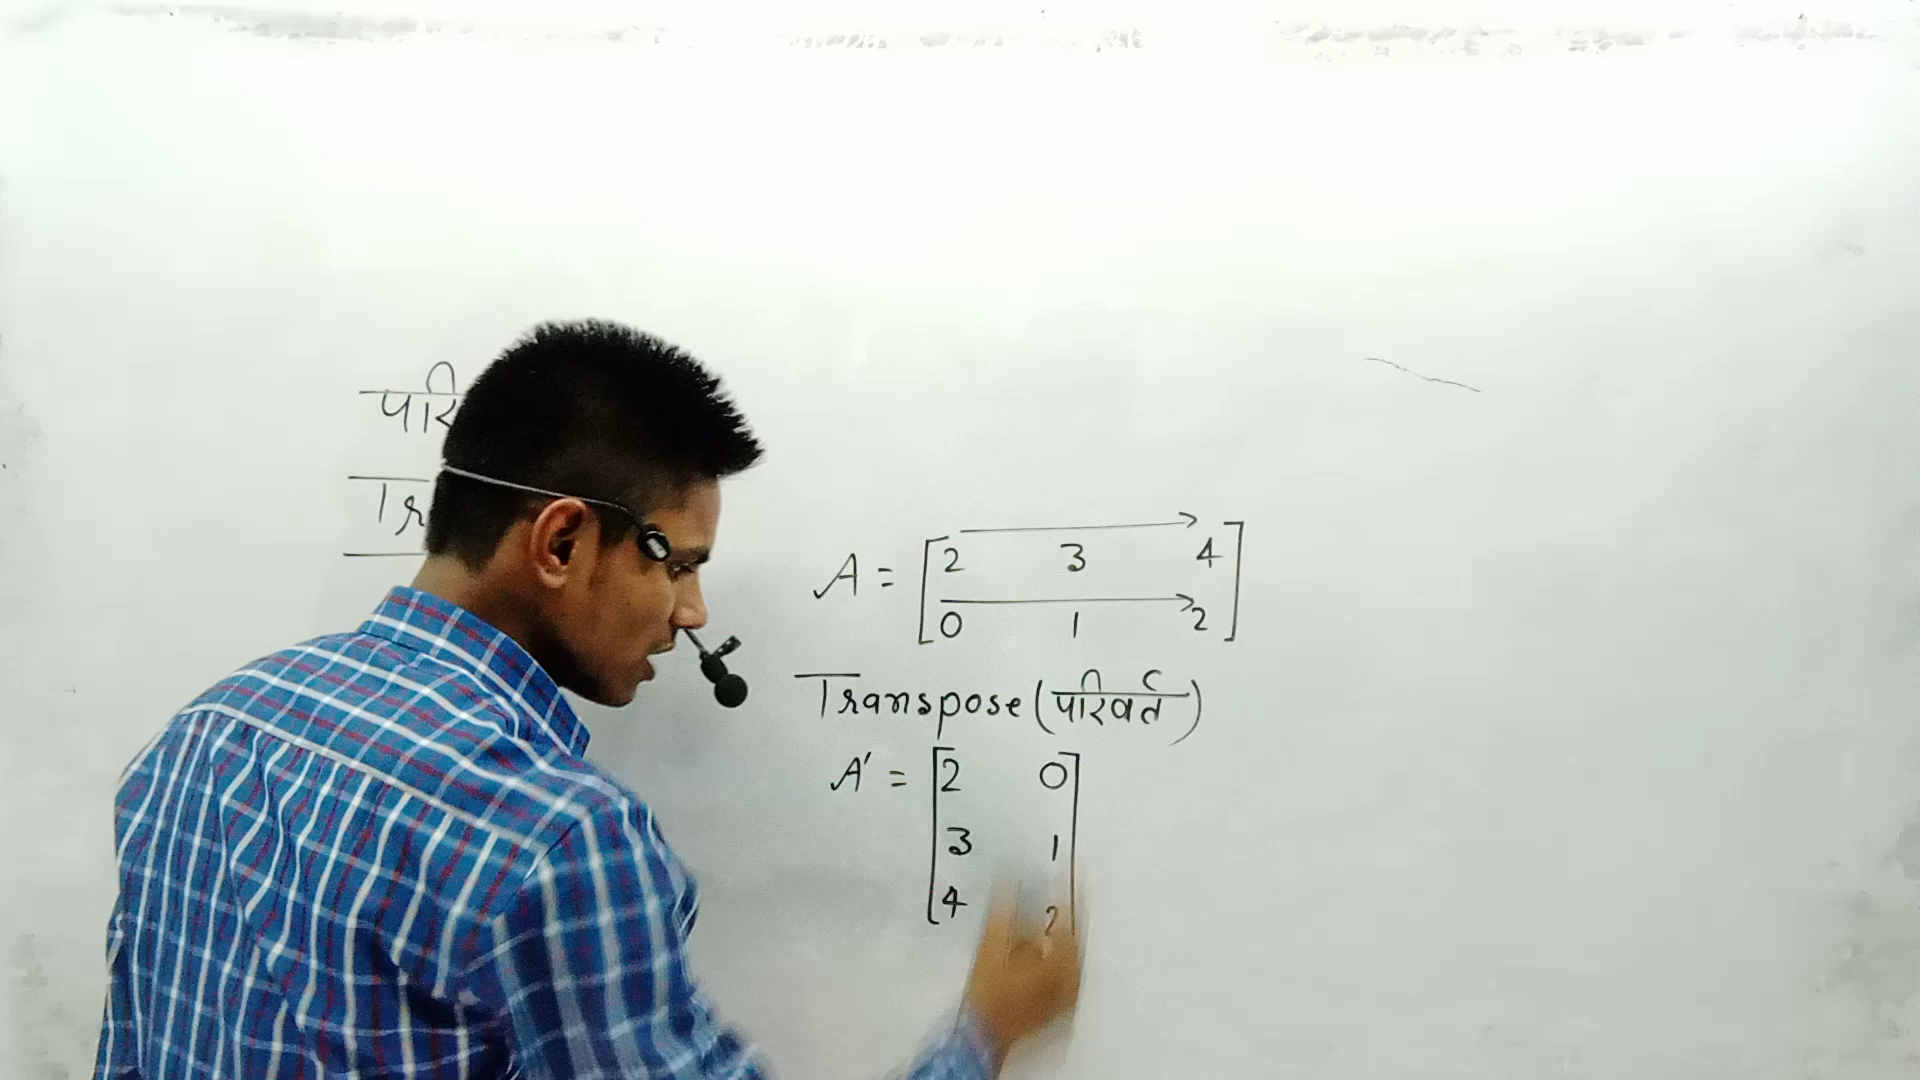 A = [2 3 4
0 1 2]
Transpose (परिवर्त)
A' = [2 0
3 1
4 2]